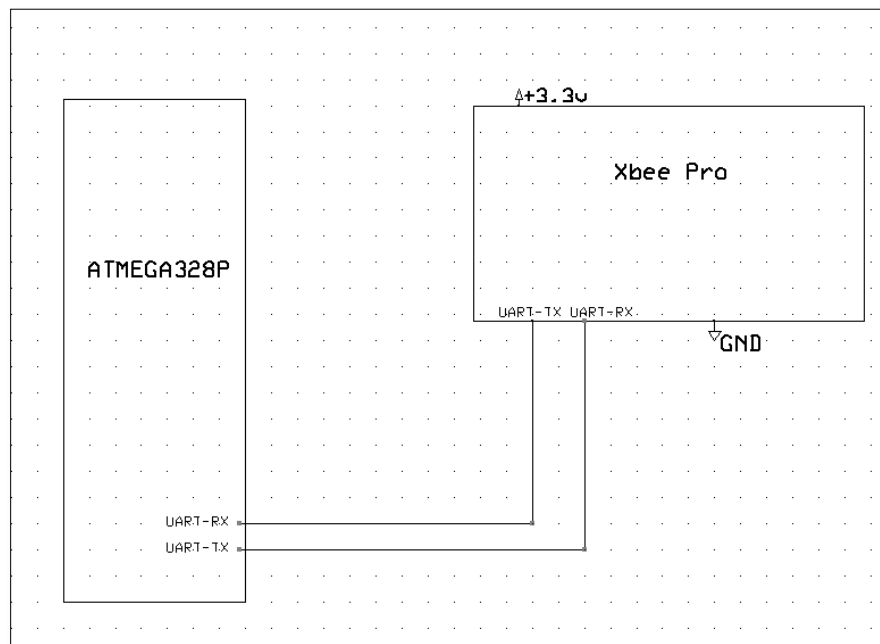 +3.3v
Xbee Pro
ATMEGA328P
UART-TX UART-RX
GND
UART-RX
UART-TX